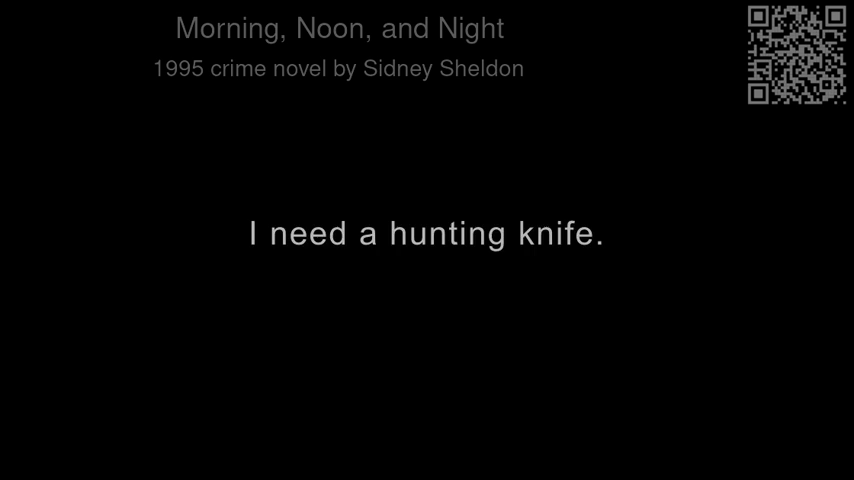 Morning, Noon, and Night
1995 crime novel by Sidney Sheldon
I need a hunting knife.